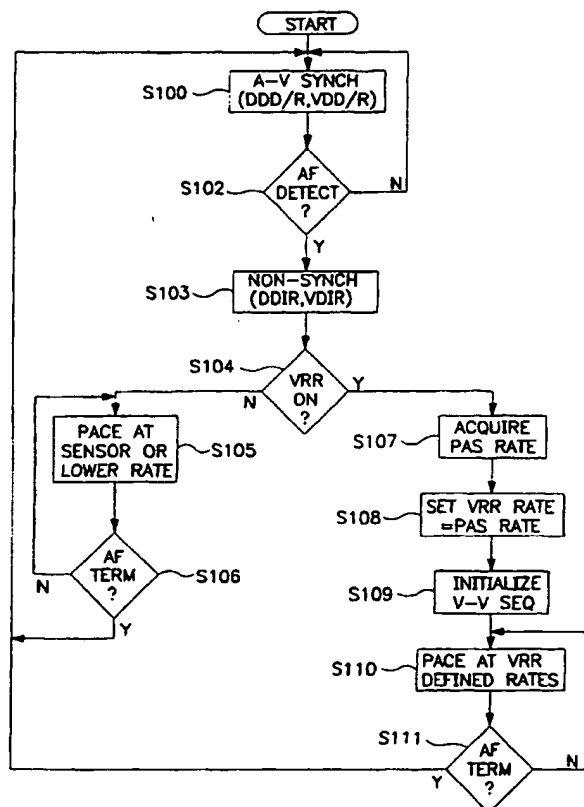 START
S100
A-V SYNCH
(DDD/R,VDD/R)
S102
AF
DETECT
?
N
Y
S103
NON-SYNCH
(DDIR,VDIR)
S104
VRR
ON
?
N
Y
PACE AT
SENSOR OR
LOWER RATE
S105
S107
ACQUIRE
PAS RATE
S108
SET VRR RATE
=PAS RATE
AF
TERM
?
N
S106
Y
S109
INITIALIZE
V-V SEQ
S110
PACE AT VRR
DEFINED RATES
S111
AF
TERM
?
Y
N